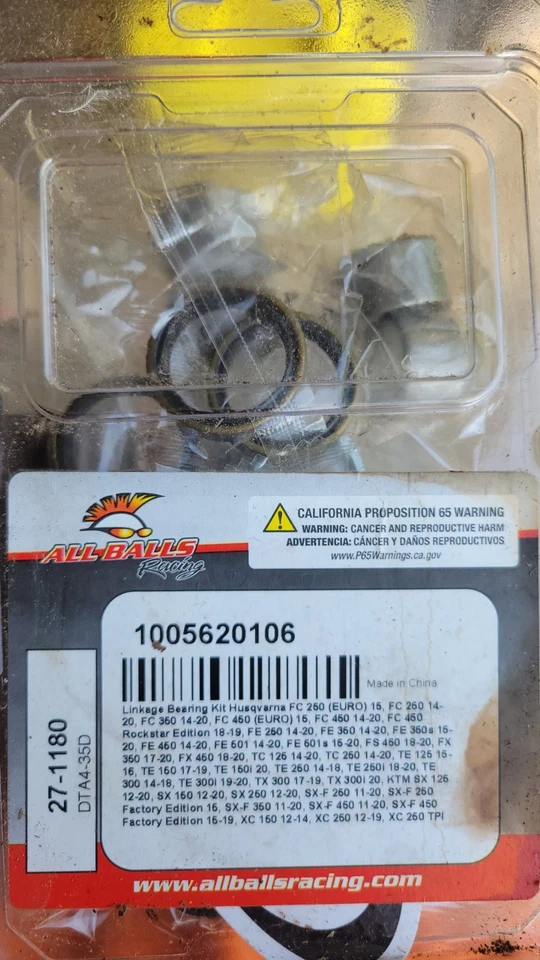 ALL BALLS
Racing
CALIFORNIA PROPOSITION 65 WARNING
WARNING: CANCER AND REPRODUCTIVE HARM
ADVERTENCIA: CÁNCER Y DAÑOS REPRODUCTIVOS
www.P65Warnings.ca.gov
1005620106
Made in China
27-1180
DTA4-35D
Linkage Bearing Kit Husqvarna FC 250 (EURO) 15, FC 250 14-
20, FC 350 14-20, FC 450 (EURO) 15, FC 450 14-20, FC 450
Rockstar Edition 18-19, FE 250 14-20, FE 350 14-20, FE 350s 15-
20, FE 450 14-20, FE 501 14-20, FE 501s 15-20, FS 450 18-20, FX
350 17-20, FX 450 18-20, TC 125 14-20, TC 250 14-20, TE 125 15-
16, TE 150 17-19, TE 150i 20, TE 250 14-18, TE 250i 18-20, TE
300 14-18, TE 300i 19-20, TX 300 17-19, TX 300i 20, KTM SX 125
12-20, SX 150 12-20, SX 250 12-20, SX-F 250 11-20, SX-F 250
Factory Edition 15, SX-F 350 11-20, SX-F 450 11-20, SX-F 450
Factory Edition 15-19, XC 150 12-14, XC 250 12-19, XC 250 TPI
www.allballsracing.com